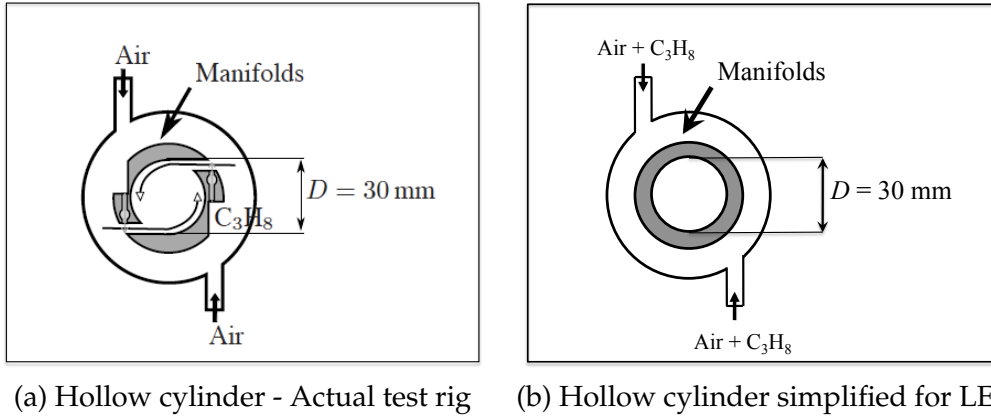 Air
Manifolds
D = 30 mm
C₃H₈
Air
(a) Hollow cylinder - Actual test rig
Air + C₃H₈
Manifolds
D = 30 mm
Air + C₃H₈
(b) Hollow cylinder simplified for LE